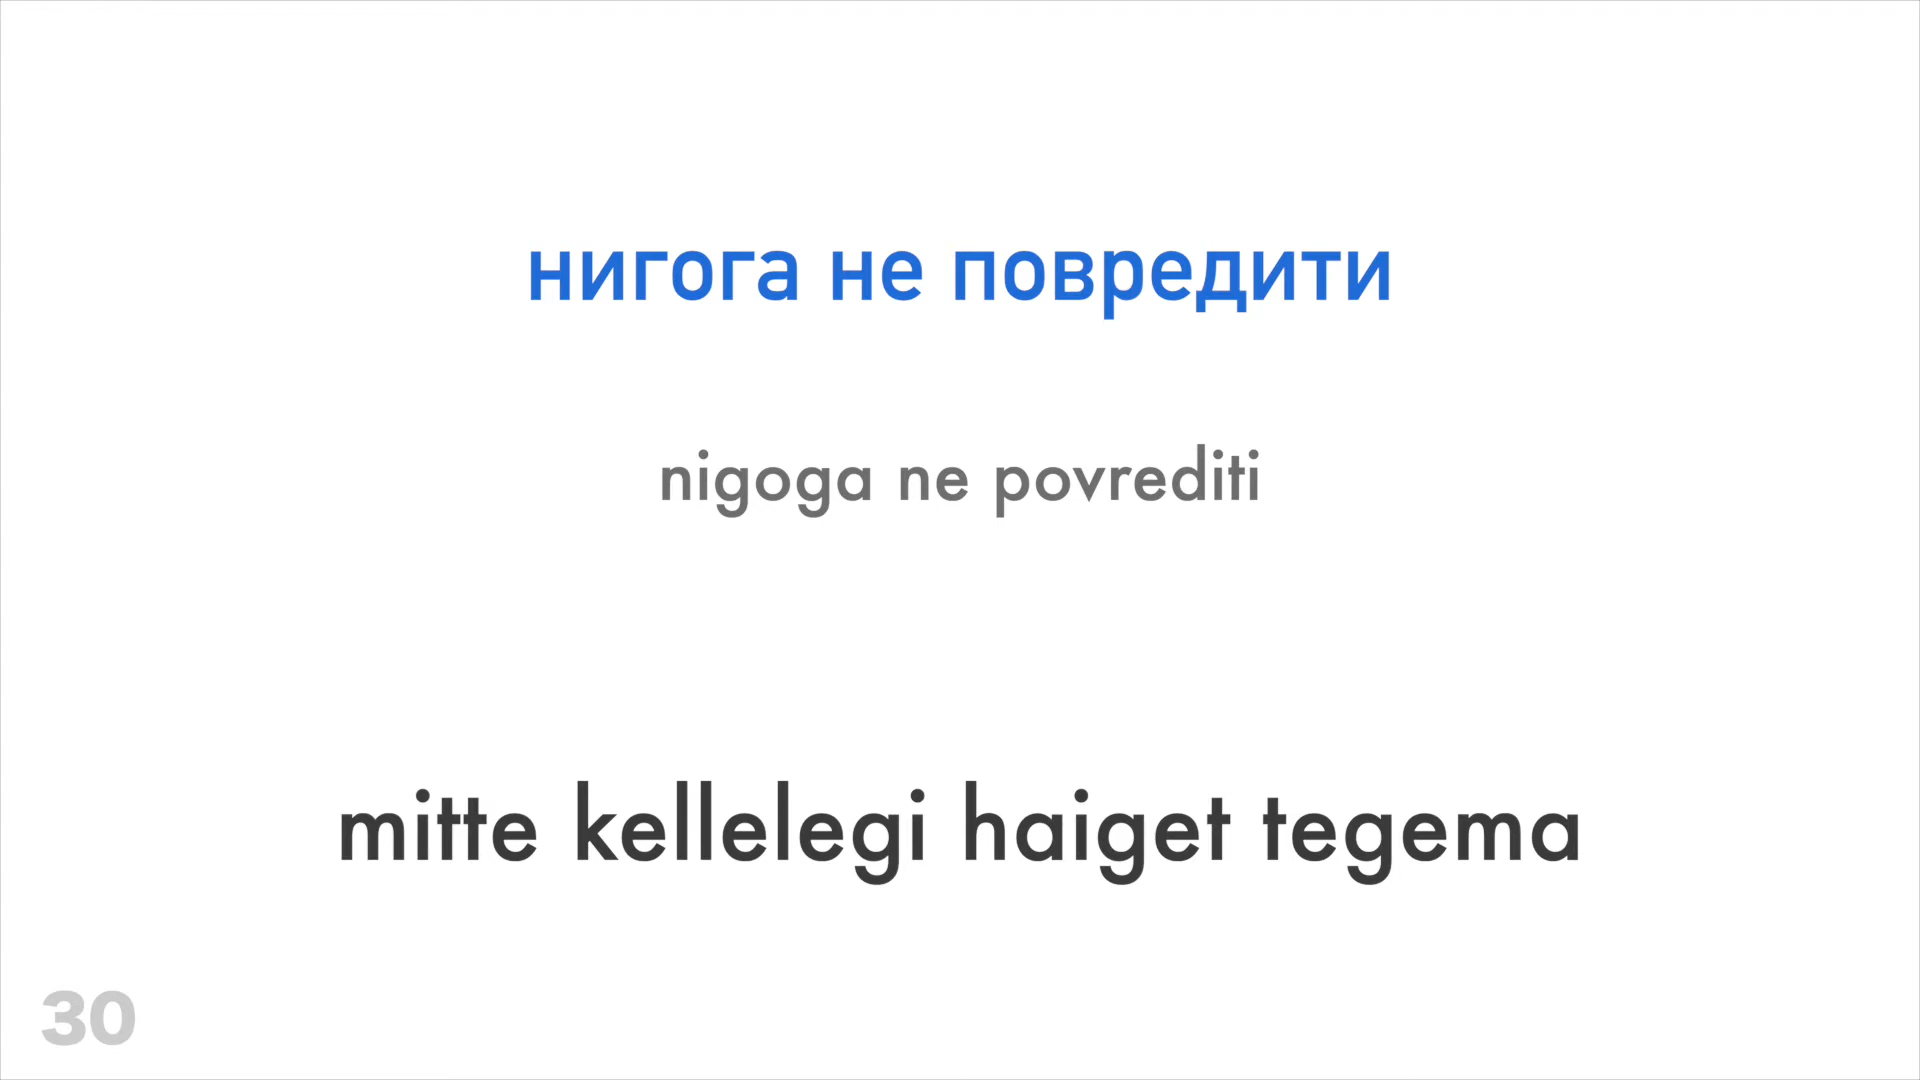 нигога не повредити
nigoga ne povrediti
mitte kellelegi haiget tegema
30